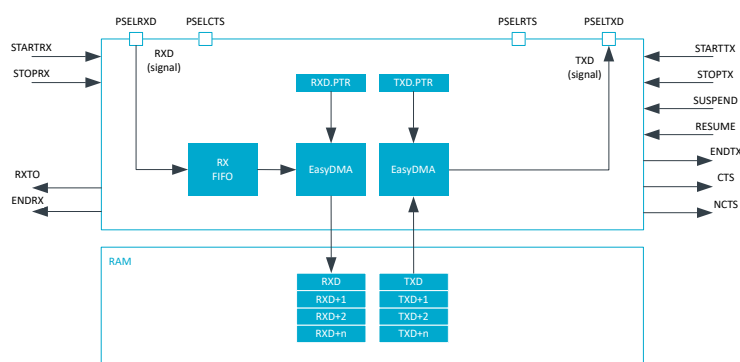 PSELRXD
PSELCTS
PSELRTS
PSELTXD
STARTRX
STOPRX
RXD
(signal)
TXD
(signal)
STARTTX
STOPTX
SUSPEND
RESUME
RXD.PTR
TXD.PTR
RX
FIFO
EasyDMA
EasyDMA
ENDTX
CTS
NCTS
RXTO
ENDRX
RAM
RXD
RXD+1
RXD+2
RXD+n
TXD
TXD+1
TXD+2
TXD+n